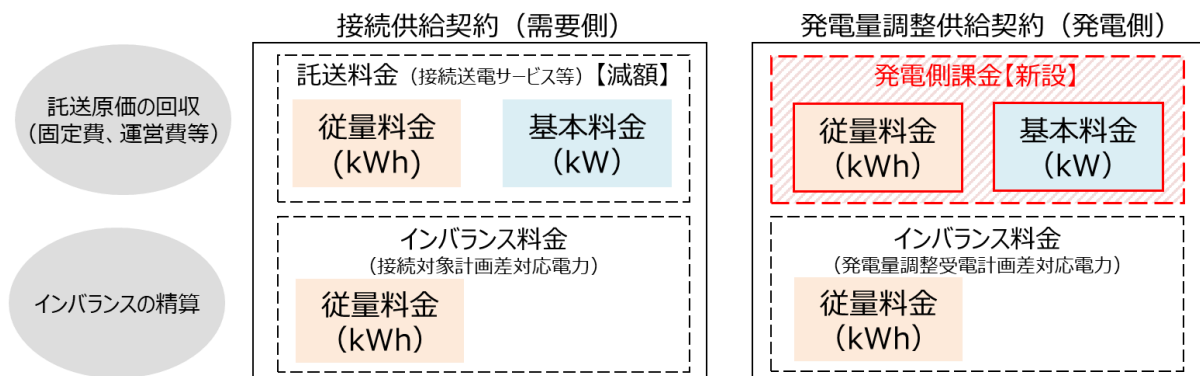 接続供給契約（需要側）
発電量調整供給契約（発電側）
託送原価の回収
（固定費、運営費等）
託送料金（接続送電サービス等）【減額】
従量料金
（kWh）
基本料金
（kW）
発電側課金【新設】
従量料金
（kWh）
基本料金
（kW）
インバランスの精算
インバランス料金
（接続対象計画差対応電力）
従量料金
（kWh）
インバランス料金
（発電量調整受電計画差対応電力）
従量料金
（kWh）